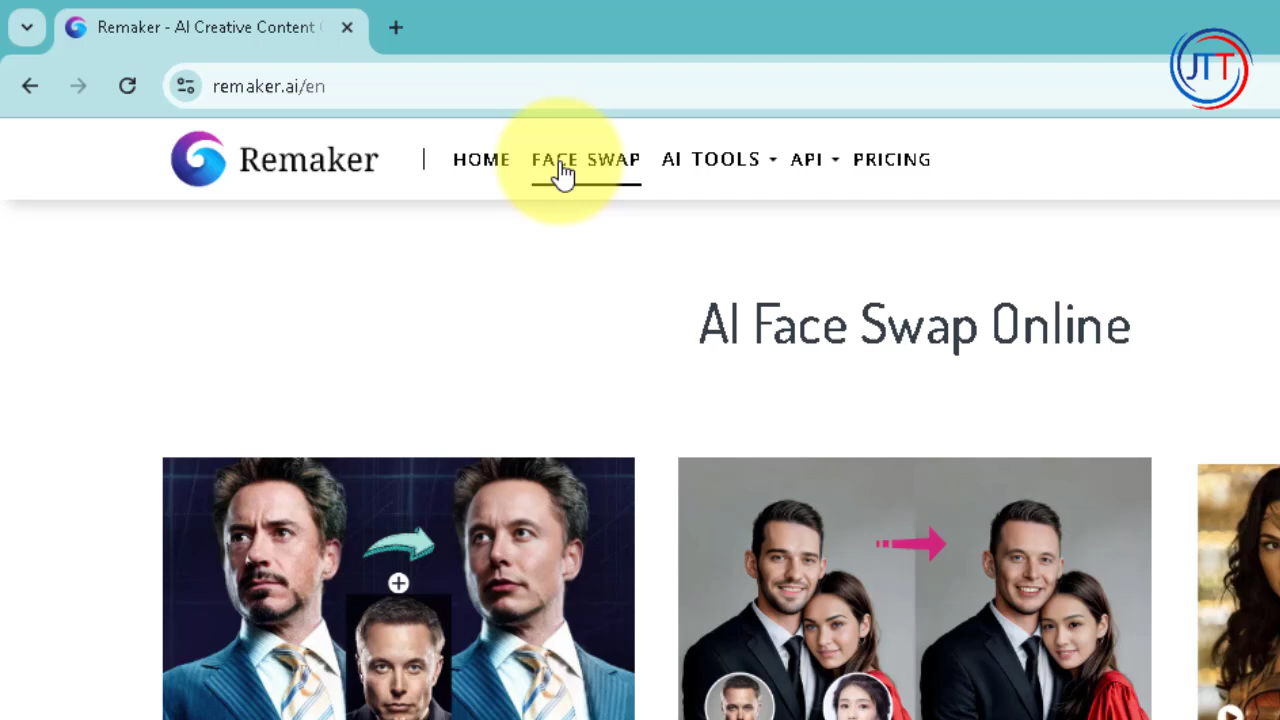 Remaker - AI Creative Content
remaker.ai/en
JTT
Remaker | HOME FACE SWAP AI TOOLS API PRICING
AI Face Swap Online